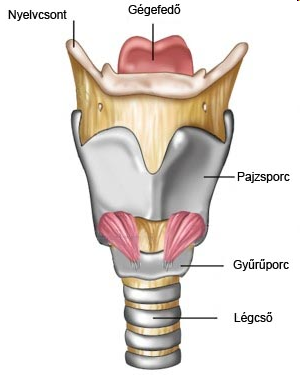 Nyelvcsont
Gégefedő
Pajzsporc
Gyűrűporc
Légcső